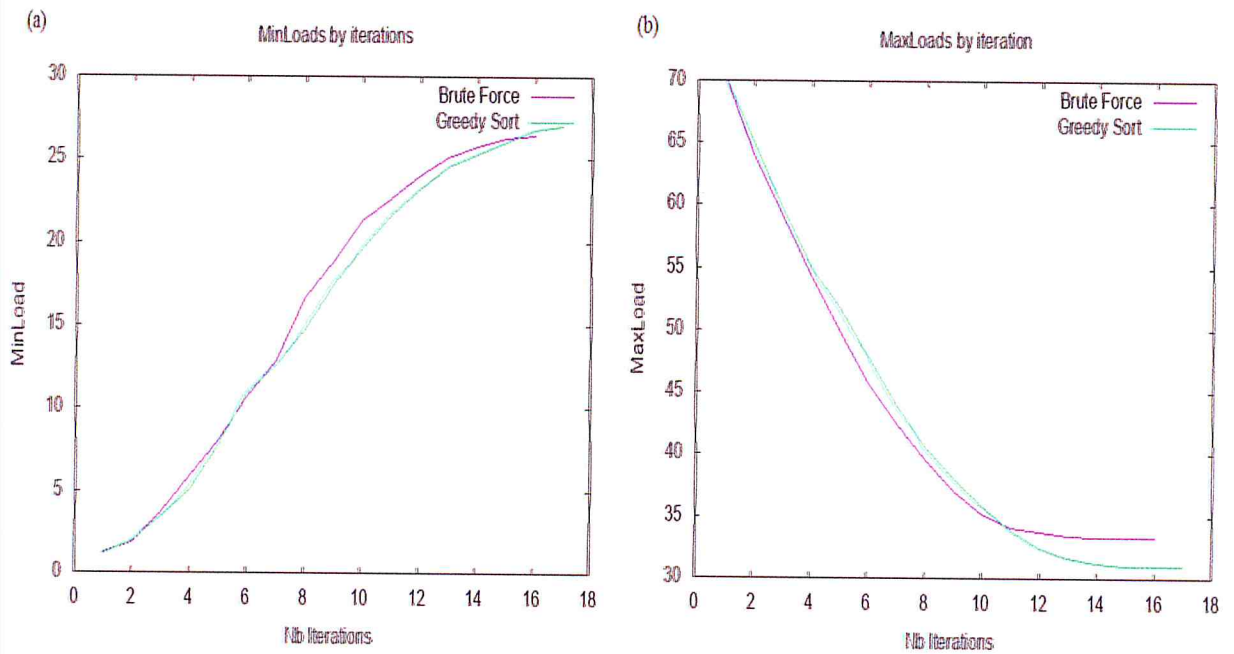 (a)
MinLoads by iterations
30
25
20
15
10
5
0
0 2 4 6 8 10 12 14 16 18
MinLoad
Nb Iterations
Brute Force
Greedy Sort
(b)
MaxLoads by iteration
70
65
60
55
50
45
40
35
30
0 2 4 6 8 10 12 14 16 18
MaxLoad
Nb Iterations
Brute Force
Greedy Sort